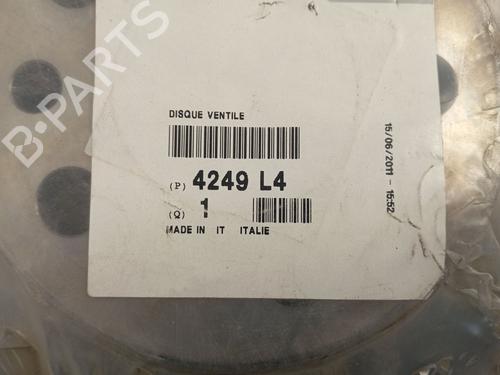 B-PARTS
DISQUE VENTILE
(P) 4249 L4
(Q) 1
MADE IN IT ITALIE
15/06/2011 - 15:52